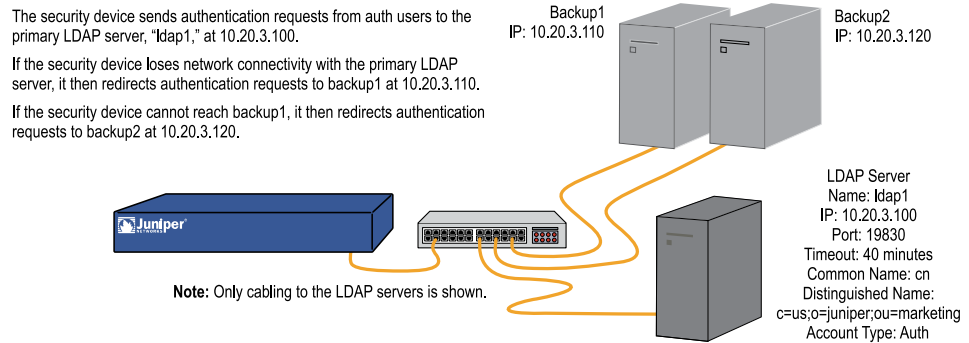 The security device sends authentication requests from auth users to the
primary LDAP server, “ldap1,” at 10.20.3.100.
If the security device loses network connectivity with the primary LDAP
server, it then redirects authentication requests to backup1 at 10.20.3.110.
If the security device cannot reach backup1, it then redirects authentication
requests to backup2 at 10.20.3.120.
Backup1
IP: 10.20.3.110
Backup2
IP: 10.20.3.120
Juniper
NETWORKS
Note: Only cabling to the LDAP servers is shown.
LDAP Server
Name: ldap1
IP: 10.20.3.100
Port: 19830
Timeout: 40 minutes
Common Name: cn
Distinguished Name:
c=us;o=juniper;ou=marketing
Account Type: Auth